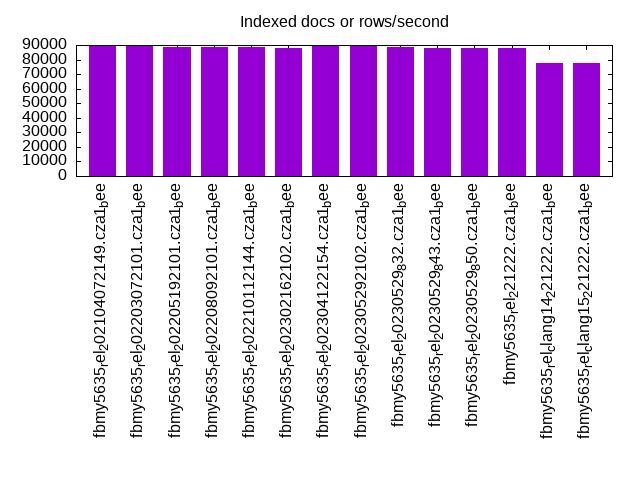 Indexed docs or rows/second
90000
80000
70000
60000
50000
40000
30000
20000
10000
0
fbmy5635rel202104072149.cza1bee
fbmy5635rel202203072101.cza1bee
fbmy5635rel202205192101.cza1bee
fbmy5635rel202208092101.cza1bee
fbmy5635rel202210112144.cza1bee
fbmy5635rel202302162102.cza1bee
fbmy5635rel202304122154.cza1bee
fbmy5635rel202305292102.cza1bee
fbmy5635rel20230529832.cza1bee
fbmy5635rel20230529843.cza1bee
fbmy5635rel20230529850.cza1bee
fbmy5635rel221222.cza1bee
fbmy5635relclang14221222.cza1bee
fbmy5635relclang15221222.cza1bee